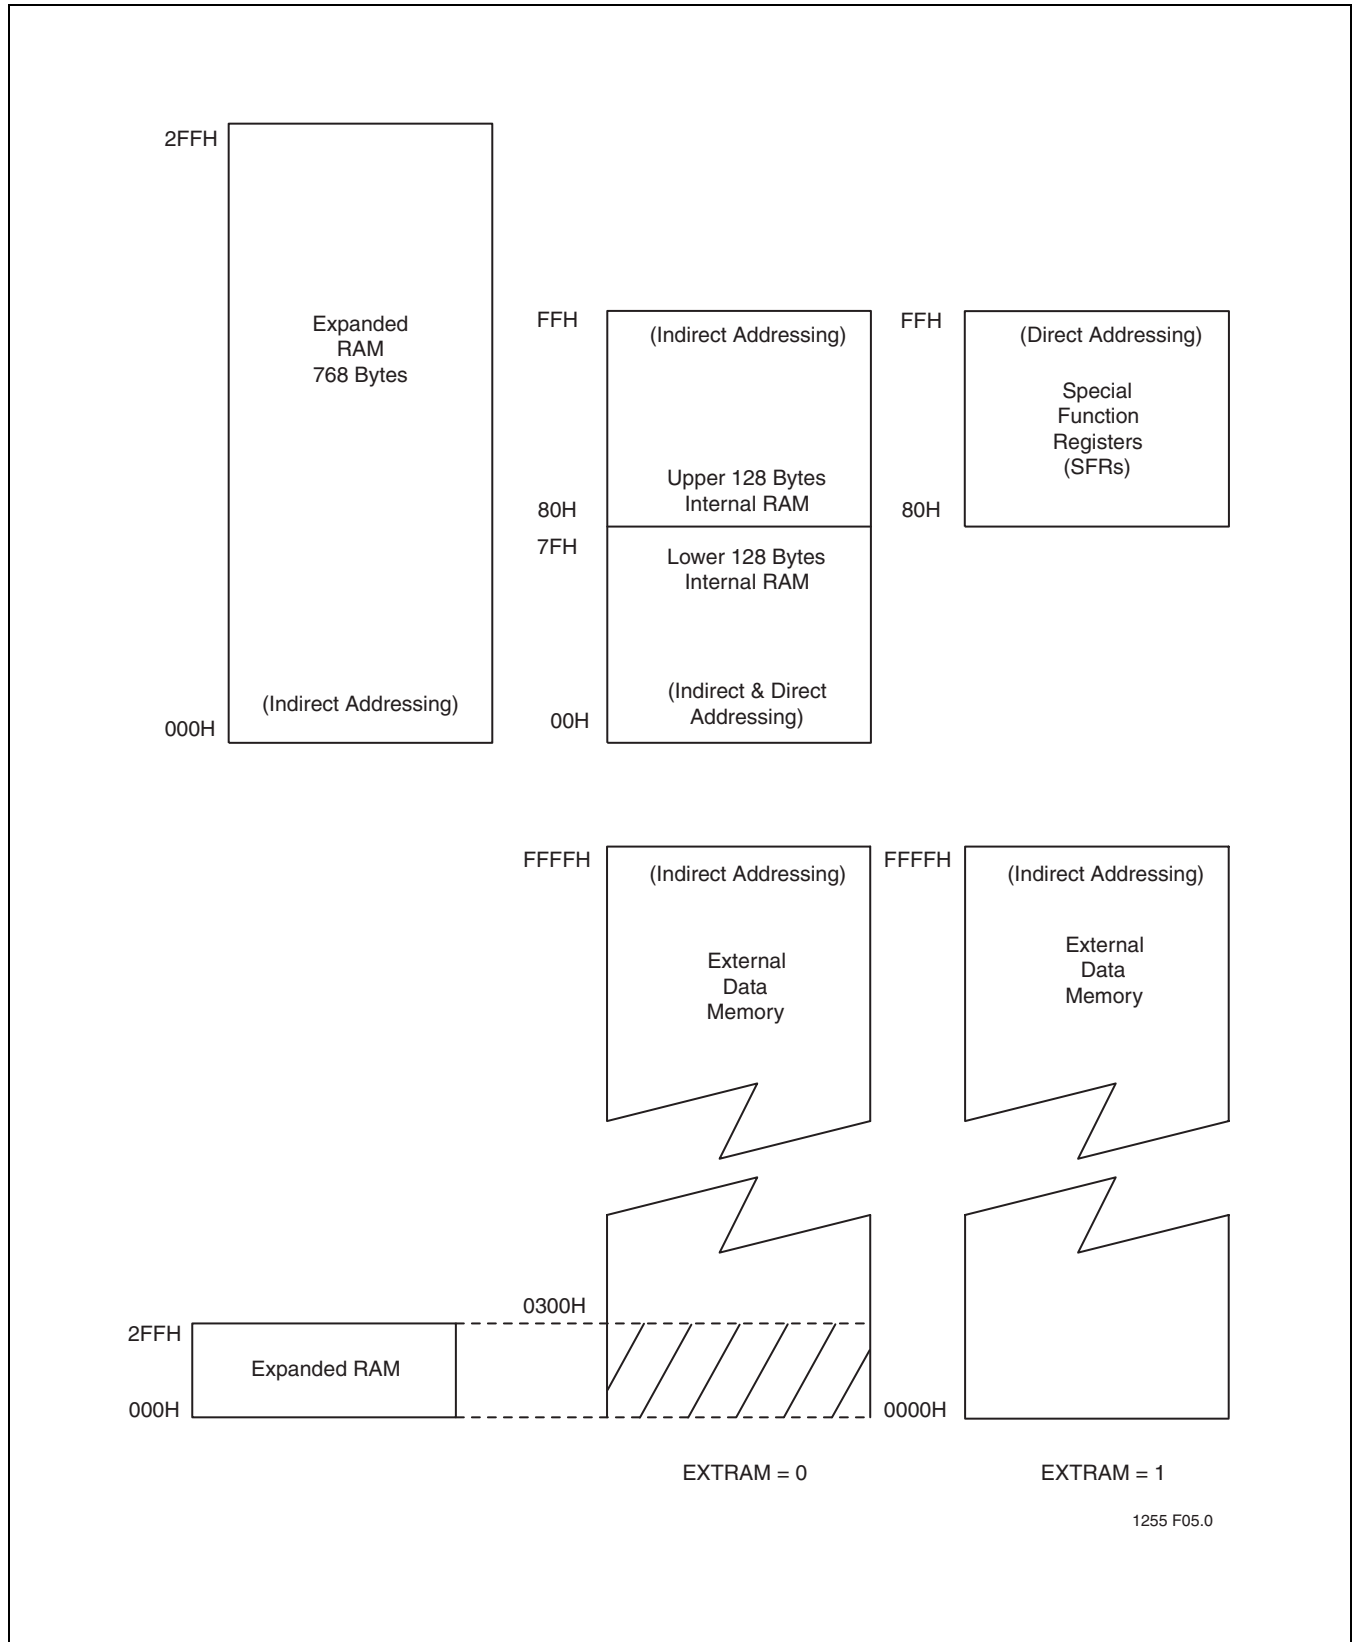 2FFH
Expanded
RAM
768 Bytes
(Indirect Addressing)
000H
FFH
(Indirect Addressing)
Upper 128 Bytes
Internal RAM
80H
7FH
Lower 128 Bytes
Internal RAM
(Indirect & Direct
Addressing)
00H
FFH
(Direct Addressing)
Special
Function
Registers
(SFRs)
80H
FFFFH
(Indirect Addressing)
External
Data
Memory
FFFFH
(Indirect Addressing)
External
Data
Memory
2FFH
Expanded RAM
000H
0300H
0000H
EXTRAM = 0
EXTRAM = 1
1255 F05.0